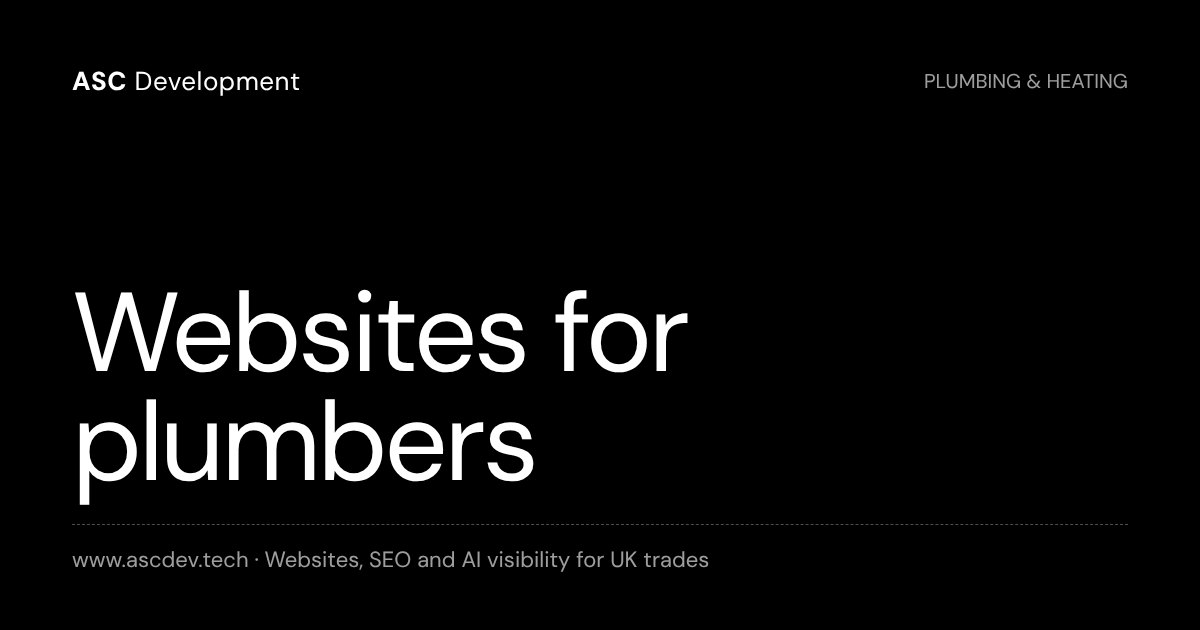 ASC Development
PLUMBING & HEATING
Websites for
plumbers
www.ascdev.tech · Websites, SEO and AI visibility for UK trades